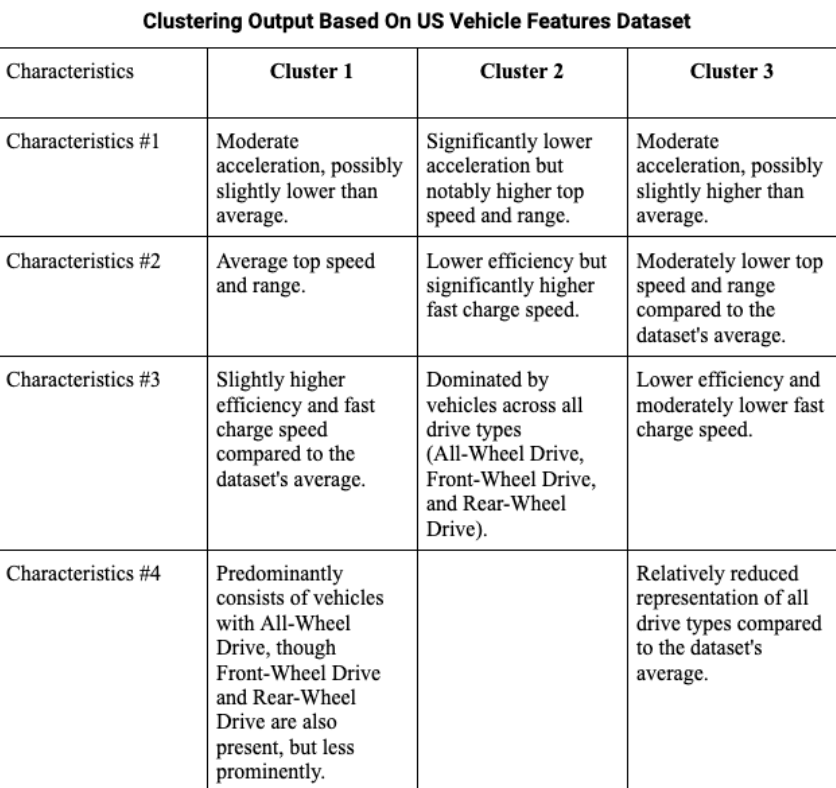 Clustering Output Based On US Vehicle Features Dataset
Characteristics
Cluster 1
Cluster 2
Cluster 3
Characteristics #1
Moderate
acceleration, possibly
slightly lower than
average.
Significantly lower
acceleration but
notably higher top
speed and range.
Moderate
acceleration, possibly
slightly higher than
average.
Characteristics #2
Average top speed
and range.
Lower efficiency but
significantly higher
fast charge speed.
Moderately lower top
speed and range
compared to the
dataset's average.
Characteristics #3
Slightly higher
efficiency and fast
charge speed
compared to the
dataset's average.
Dominated by
vehicles across all
drive types
(All-Wheel Drive,
Front-Wheel Drive,
and Rear-Wheel
Drive).
Lower efficiency and
moderately lower fast
charge speed.
Characteristics #4
Predominantly
consists of vehicles
with All-Wheel
Drive, though
Front-Wheel Drive
and Rear-Wheel
Drive are also
present, but less
prominently.
Relatively reduced
representation of all
drive types compared
to the dataset's
average.